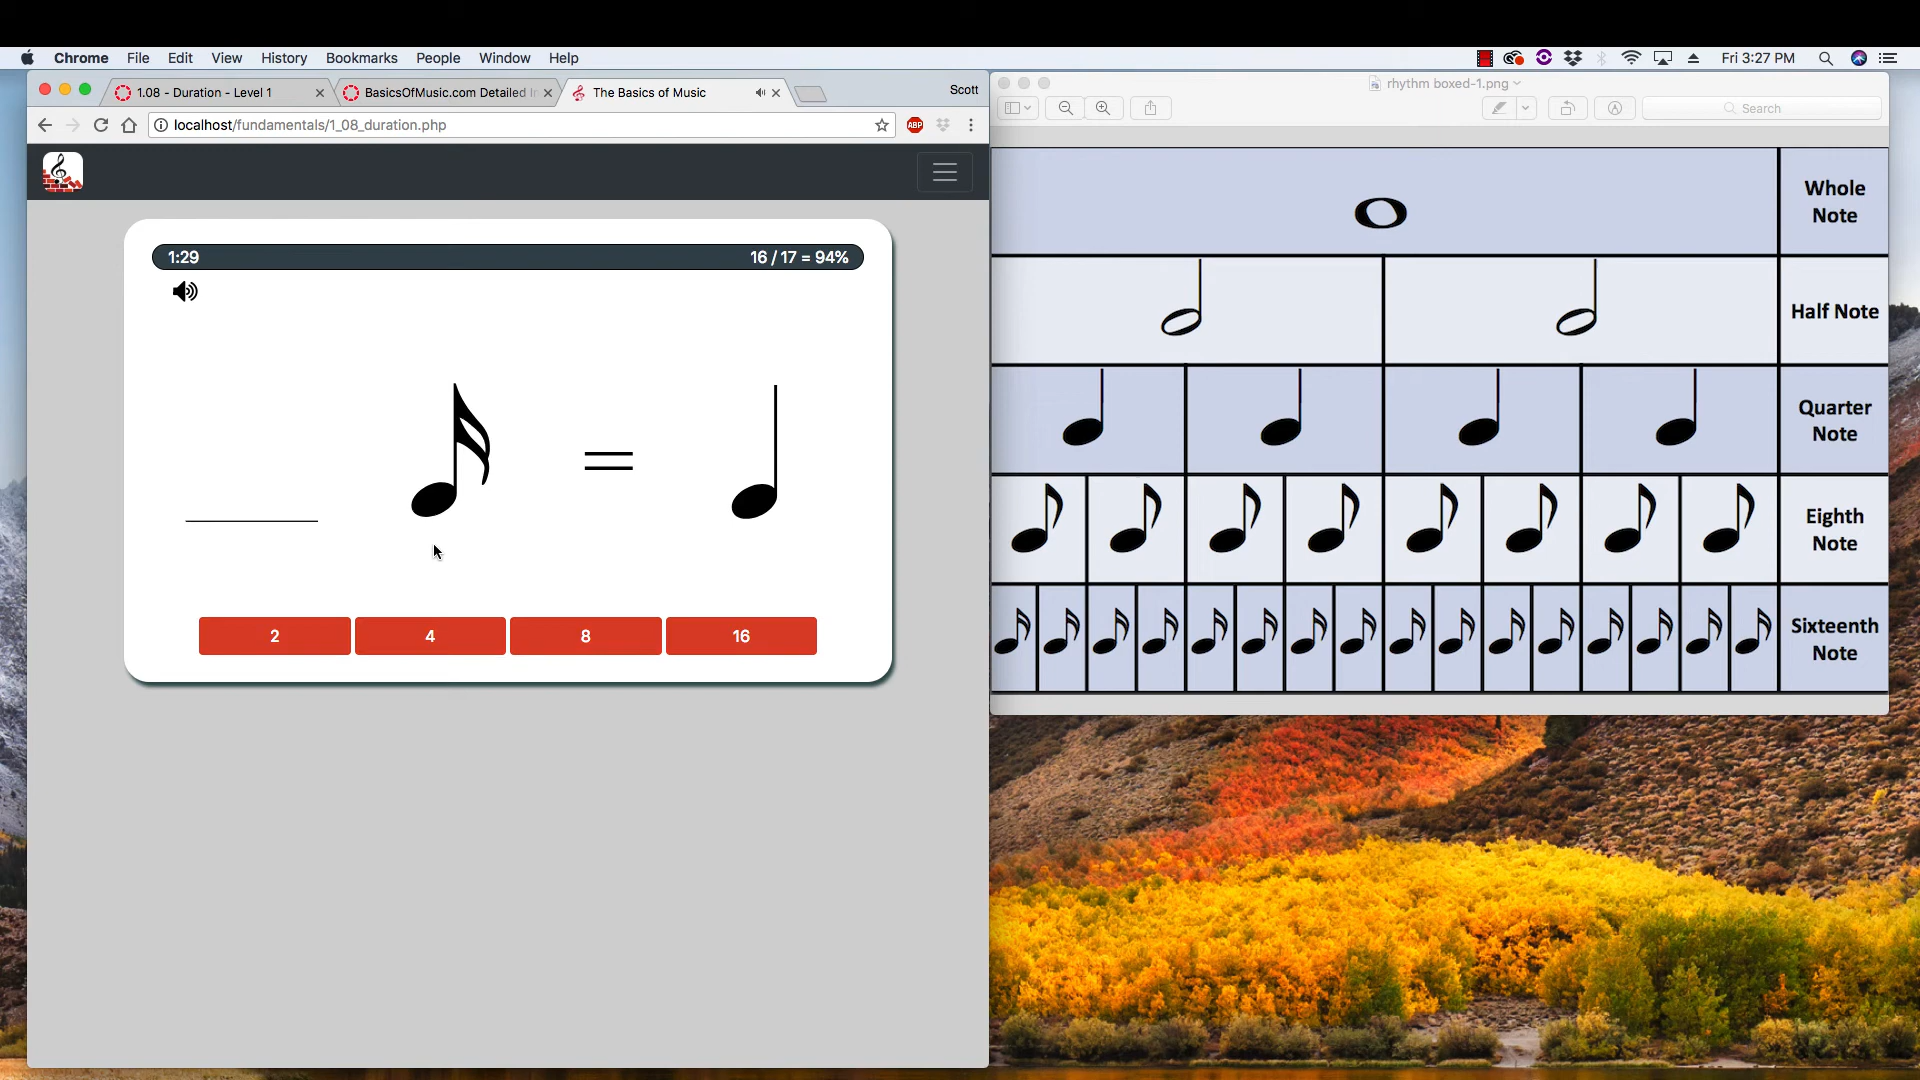 Chrome File Edit View History Bookmarks People Window Help Fri 3:27 PM
1.08 - Duration - Level 1
BasicsOfMusic.com Detailed
The Basics of Music
Scott
localhost/fundamentals/1_08_duration.php
ABP
1:29
16 / 17 = 94%
2
4
8
16
rhythm boxed-1.png
Search
Whole
Note
Half Note
Quarter
Note
Eighth
Note
Sixteenth
Note